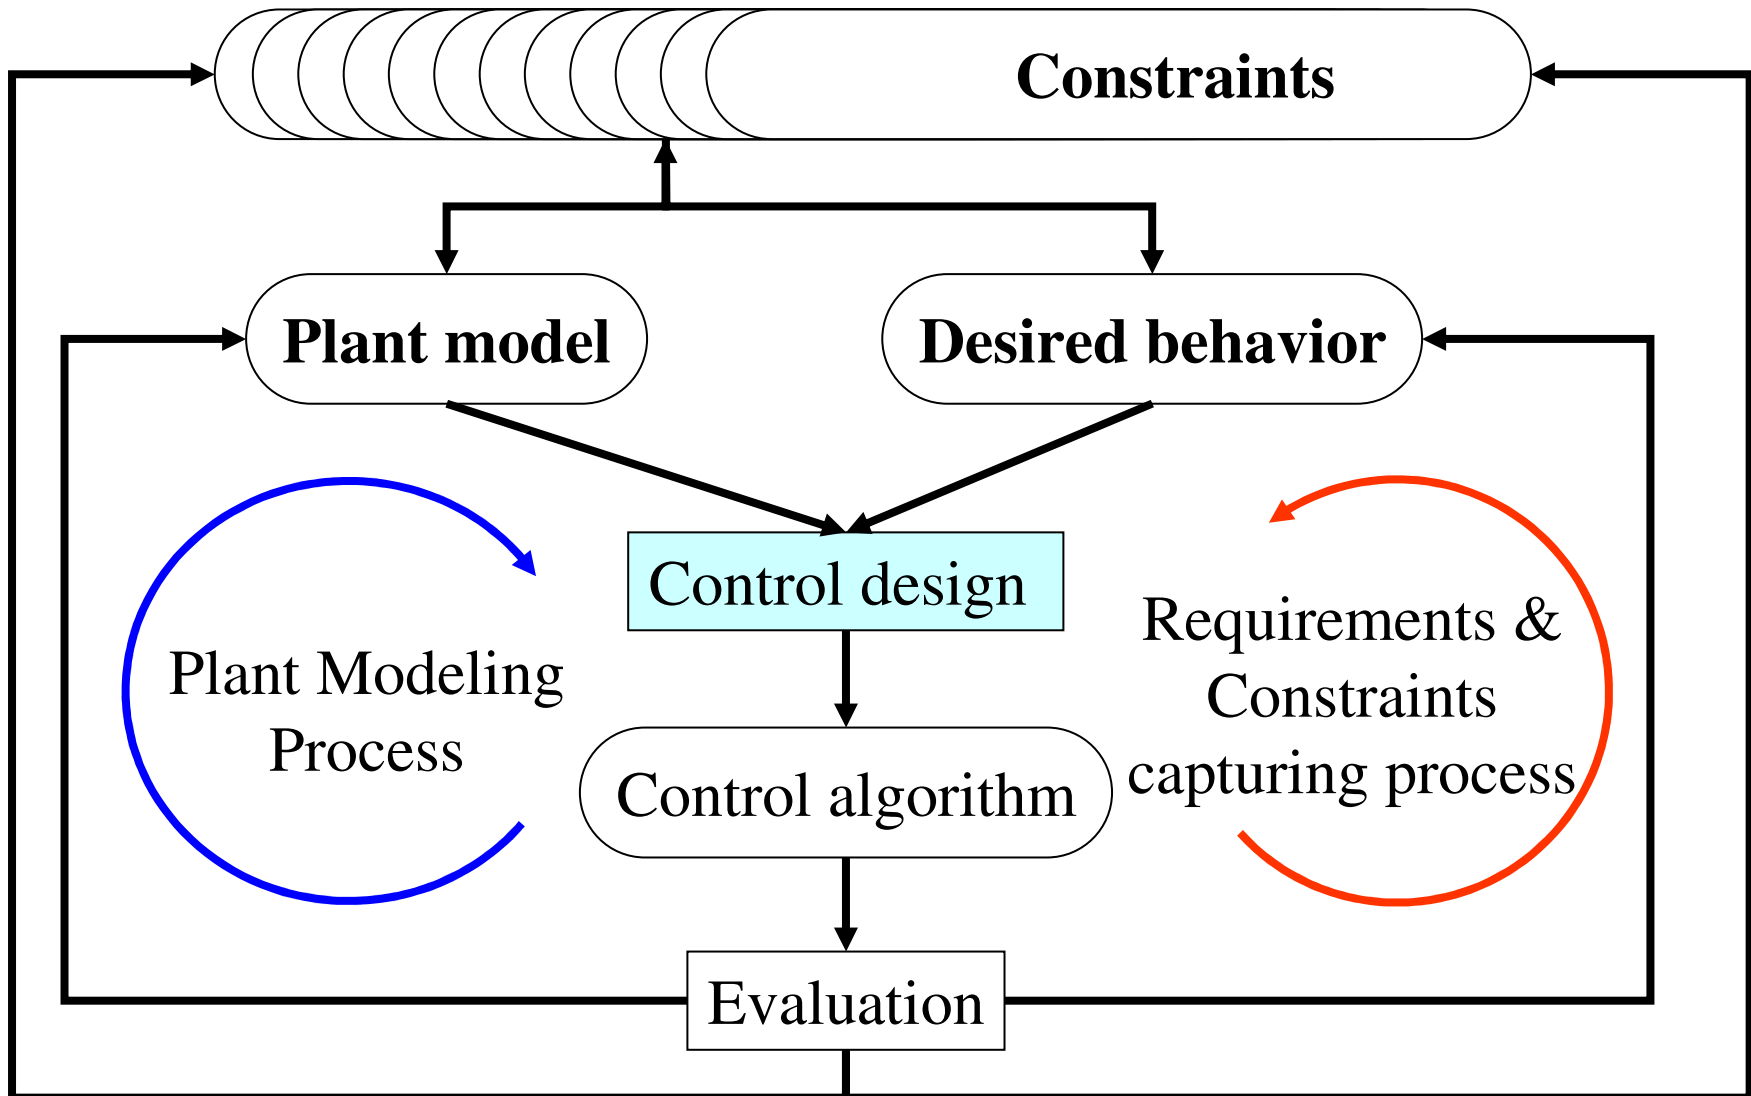 Constraints
Plant model
Desired behavior
Control design
Plant Modeling
Process
Requirements &
Constraints
capturing process
Control algorithm
Evaluation